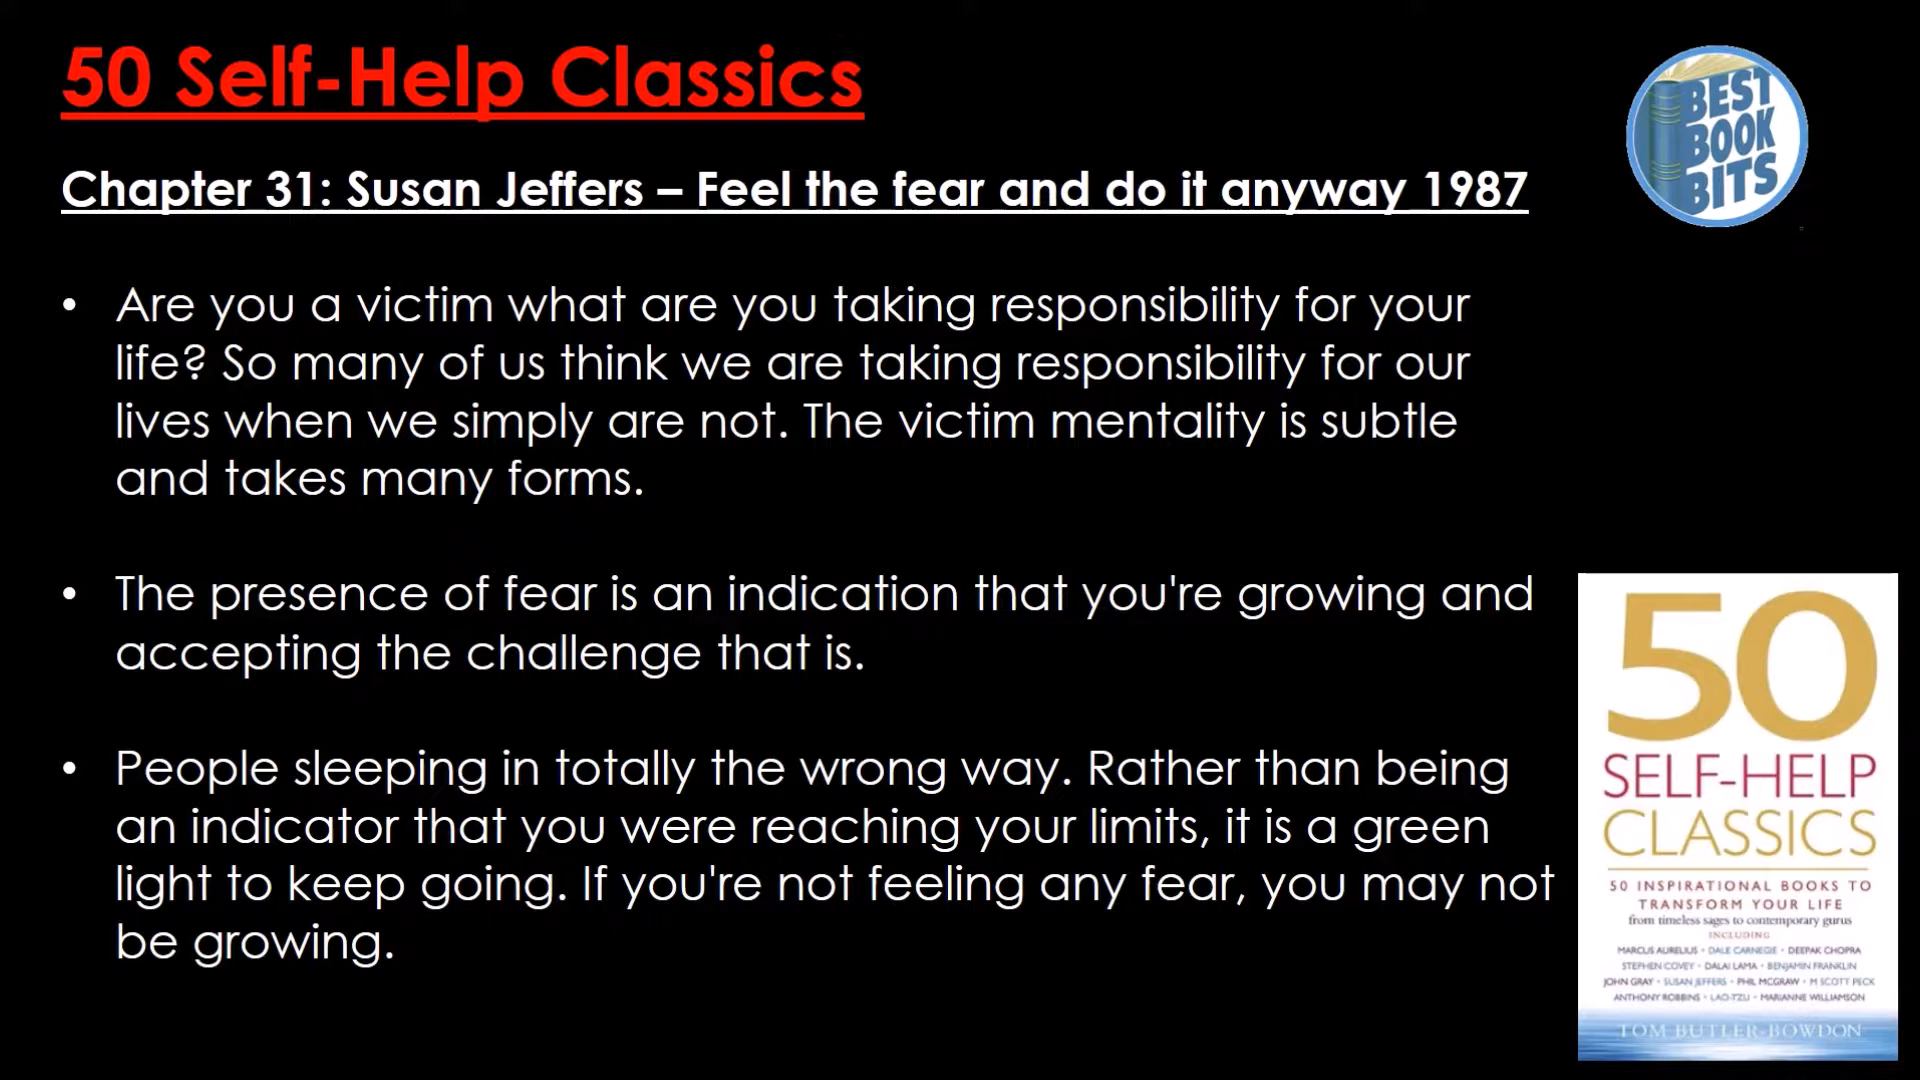 50 Self-Help Classics
BEST
BOOK
BITS
Chapter 31: Susan Jeffers – Feel the fear and do it anyway 1987
• Are you a victim what are you taking responsibility for your
life? So many of us think we are taking responsibility for our
lives when we simply are not. The victim mentality is subtle
and takes many forms.
• The presence of fear is an indication that you're growing and
accepting the challenge that is.
• People sleeping in totally the wrong way. Rather than being
an indicator that you were reaching your limits, it is a green
light to keep going. If you're not feeling any fear, you may not
be growing.
50
SELF-HELP
CLASSICS
50 INSPIRATIONAL BOOKS TO
TRANSFORM YOUR LIFE
from timeless sages to contemporary gurus
INCLUDING
MARCUS AURELIUS • DALE CARNEGIE • DEEPAK CHOPRA
STEPHEN COVEY • DALAI LAMA • BENJAMIN FRANKLIN
JOHN GRAY • SUSAN JEFFERS • PHIL MCGRAW • M SCOTT PECK
ANTHONY ROBBINS • LAO-TZU • MARIANNE WILLIAMSON
TOM BUTLER-BOWDON